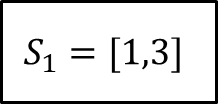 S₁ = [1,3]